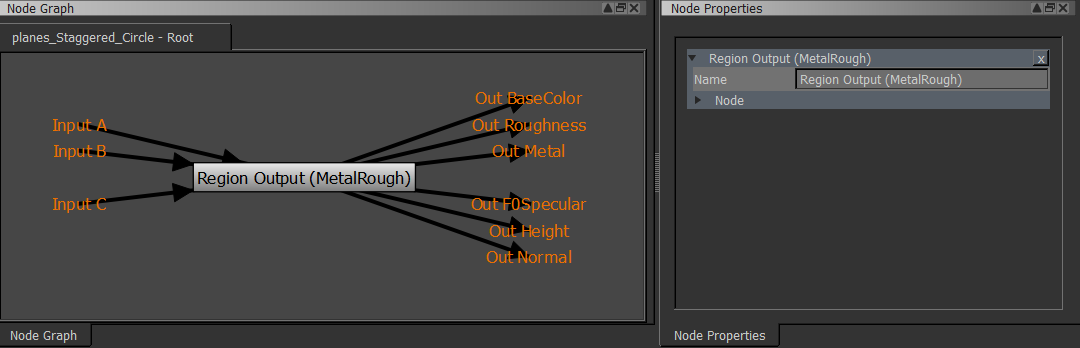 Node Graph
planes_Staggered_Circle - Root
Input A
Input B
Input C
Region Output (MetalRough)
Out BaseColor
Out Roughness
Out Metal
Out F0Specular
Out Height
Out Normal
Node Graph
Node Properties
Region Output (MetalRough)
x
Name
Region Output (MetalRough)
Node
Node Properties